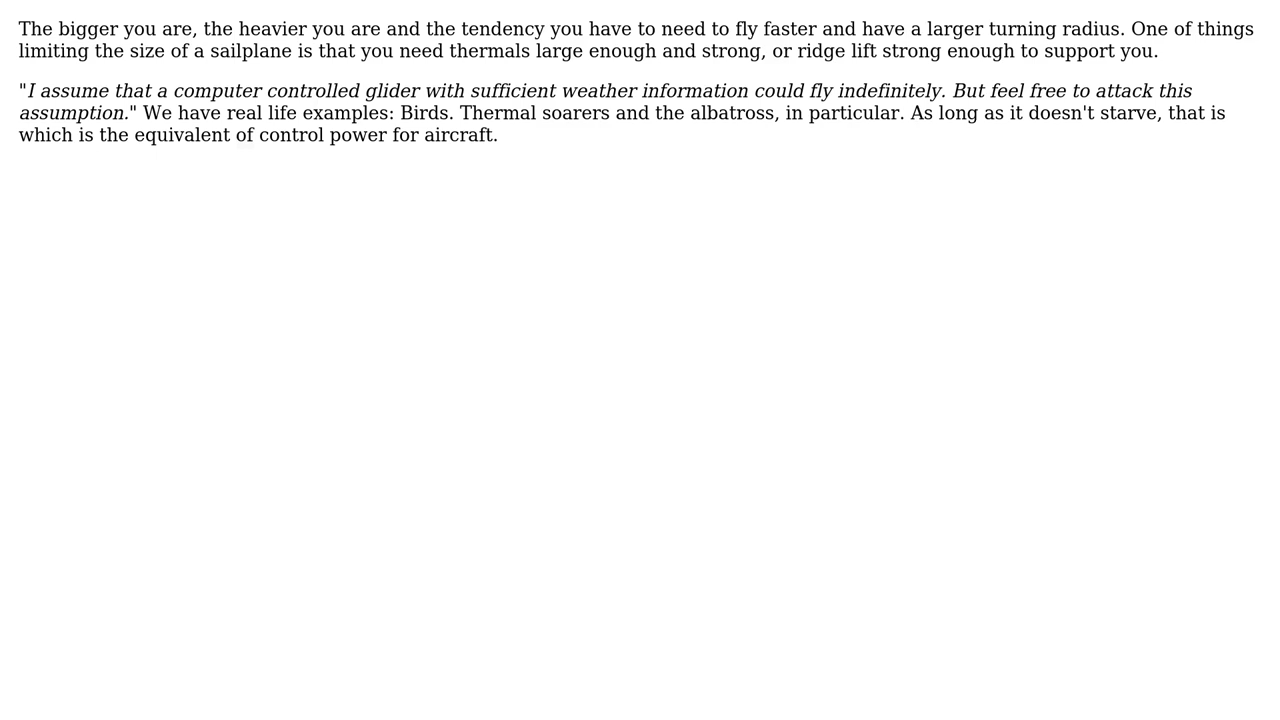 The bigger you are, the heavier you are and the tendency you have to need to fly faster and have a larger turning radius. One of things
limiting the size of a sailplane is that you need thermals large enough and strong, or ridge lift strong enough to support you.
"I assume that a computer controlled glider with sufficient weather information could fly indefinitely. But feel free to attack this
assumption." We have real life examples: Birds. Thermal soarers and the albatross, in particular. As long as it doesn't starve, that is
which is the equivalent of control power for aircraft.